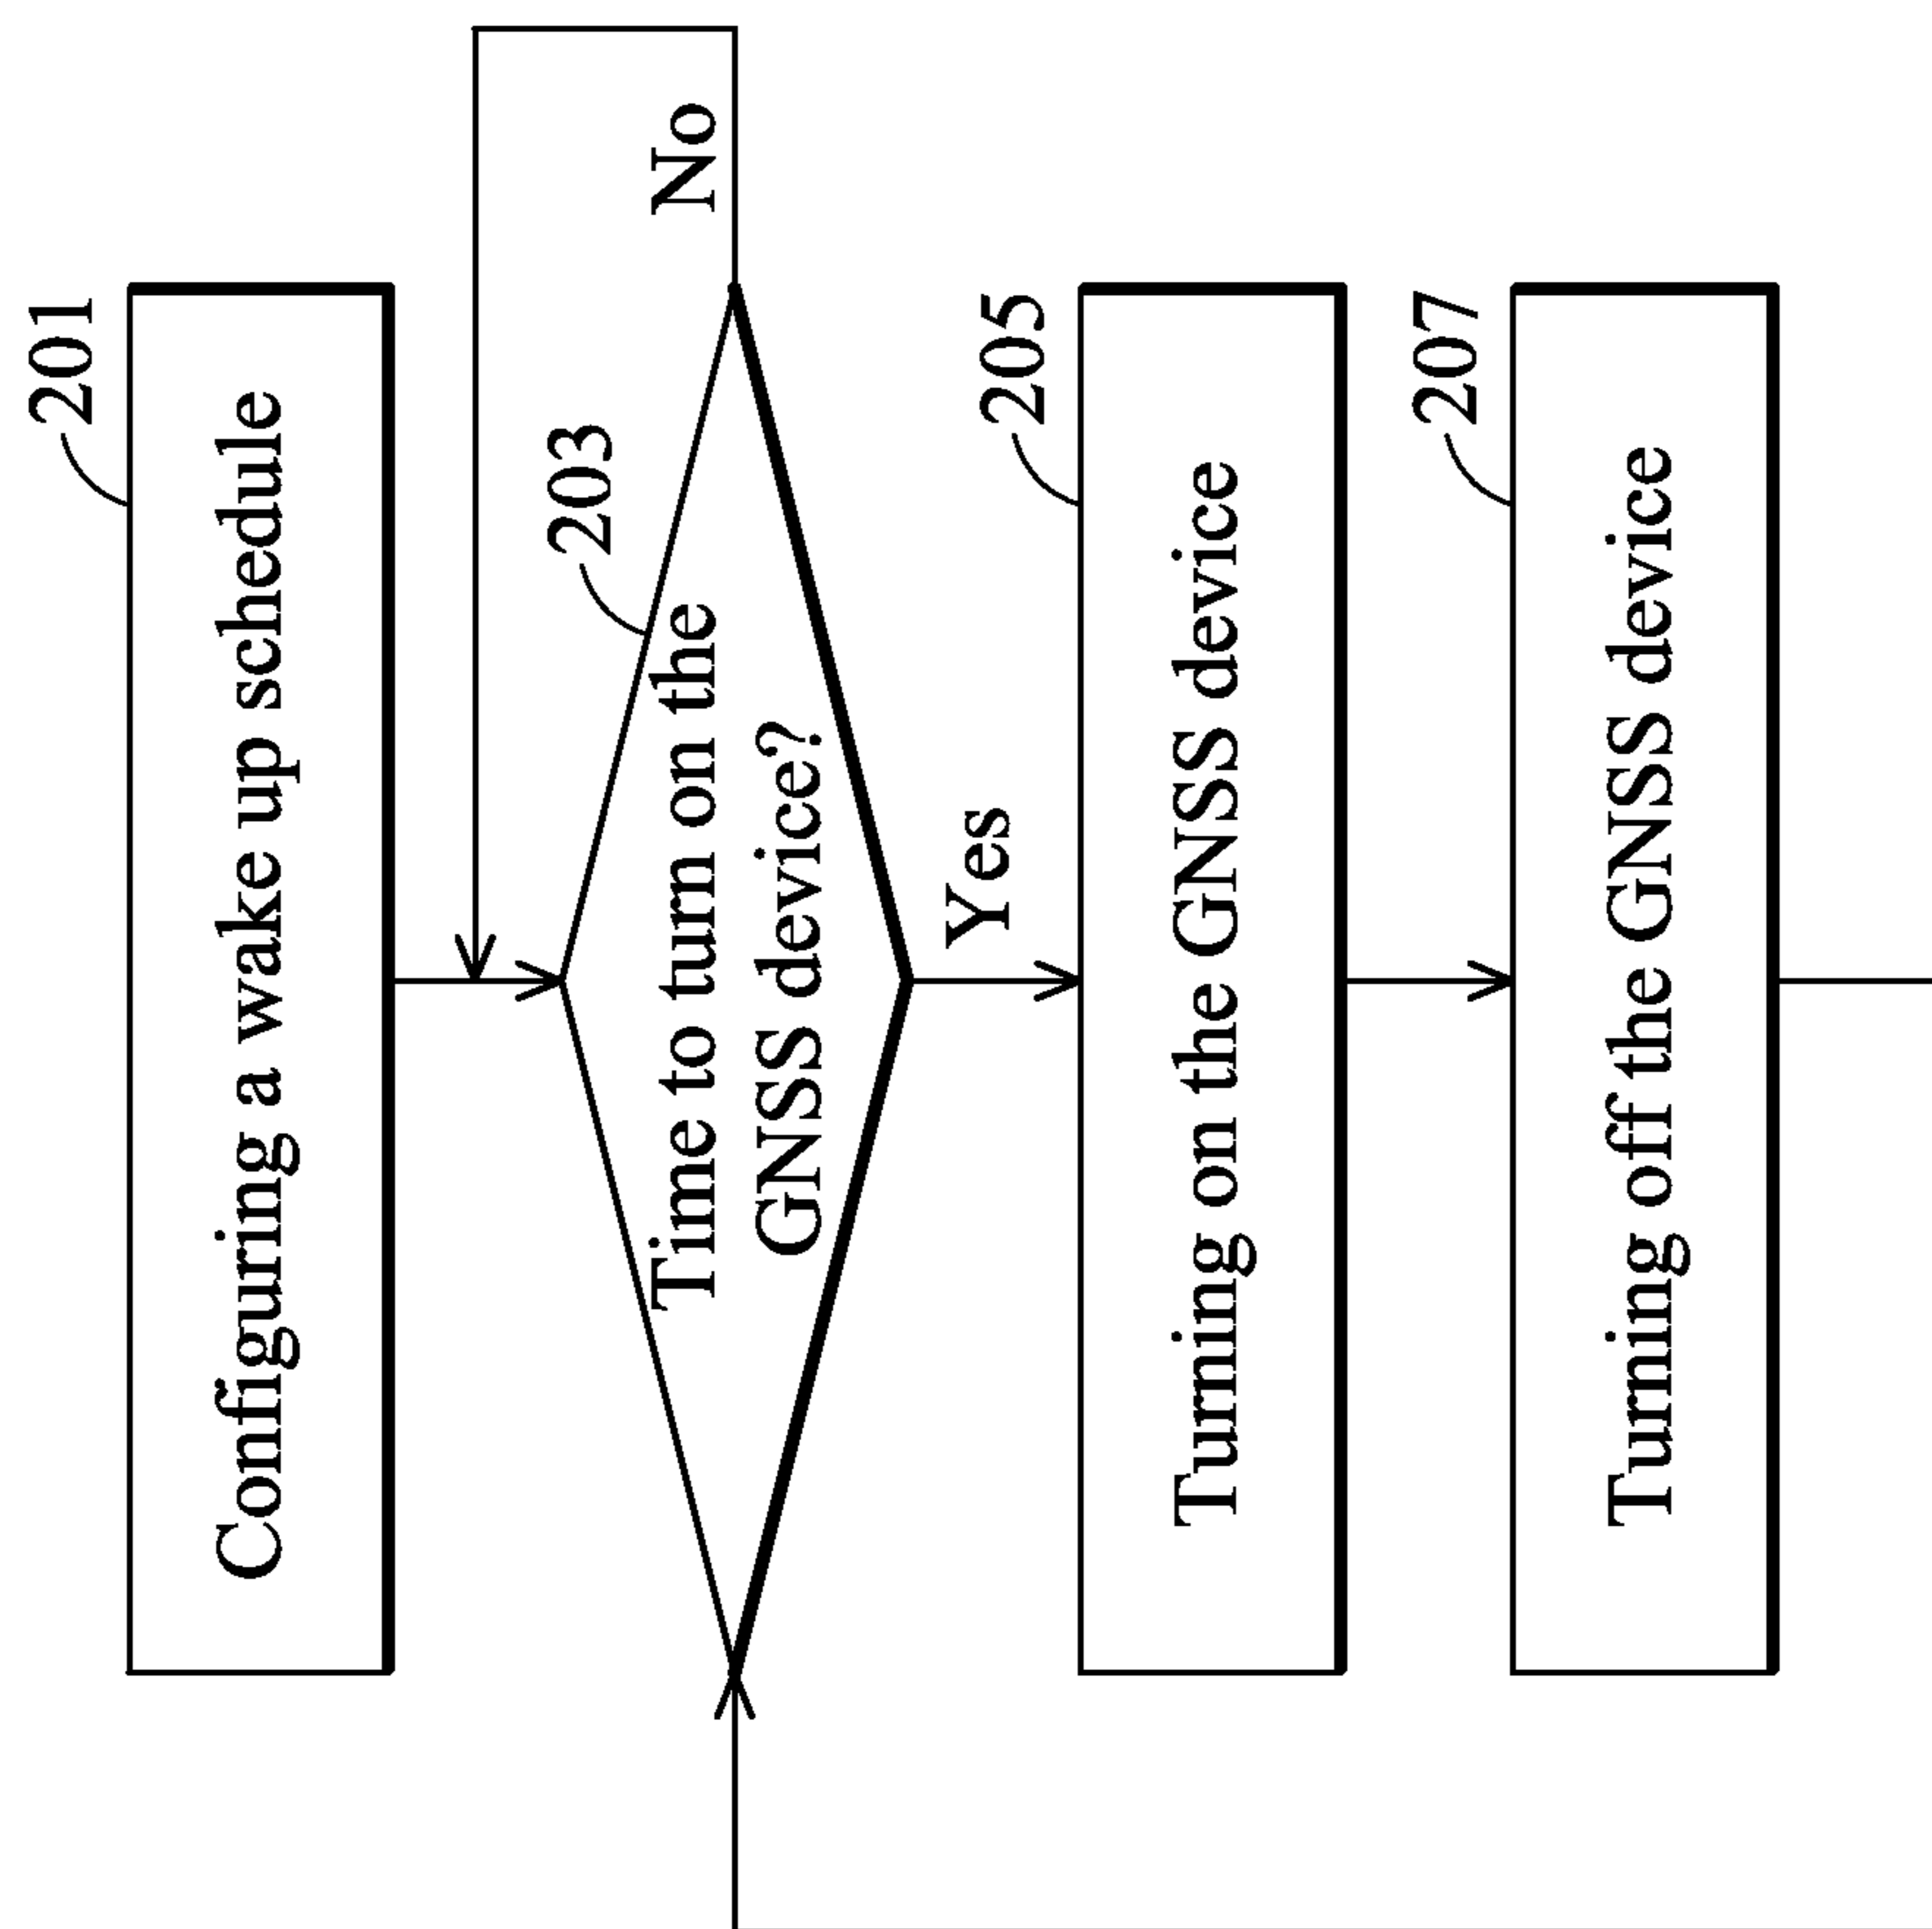 201
Configuring a wake up schedule
203
Time to turn on the
GNSS device?
No
Yes
205
Turning on the GNSS device
207
Turning off the GNSS device